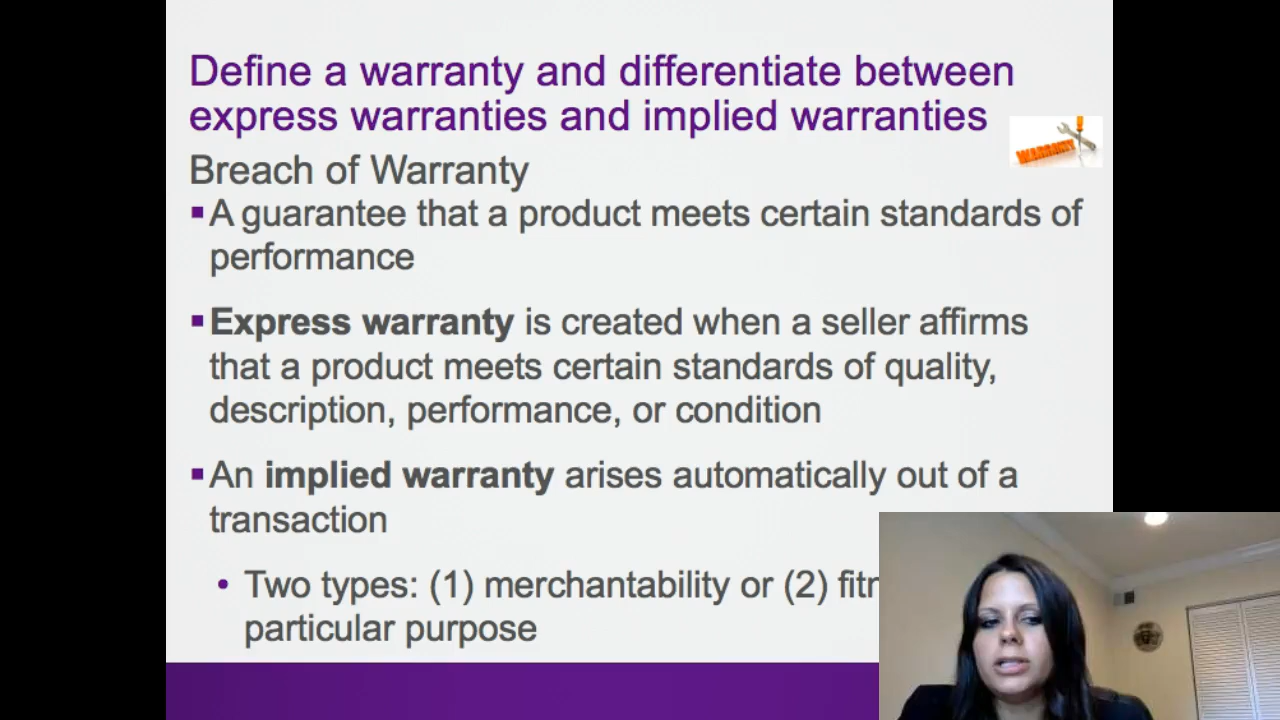 Define a warranty and differentiate between
express warranties and implied warranties
WARRANTY
Breach of Warranty
▪ A guarantee that a product meets certain standards of
performance
▪ Express warranty is created when a seller affirms
that a product meets certain standards of quality,
description, performance, or condition
▪ An implied warranty arises automatically out of a
transaction
• Two types: (1) merchantability or (2)
particular purpose